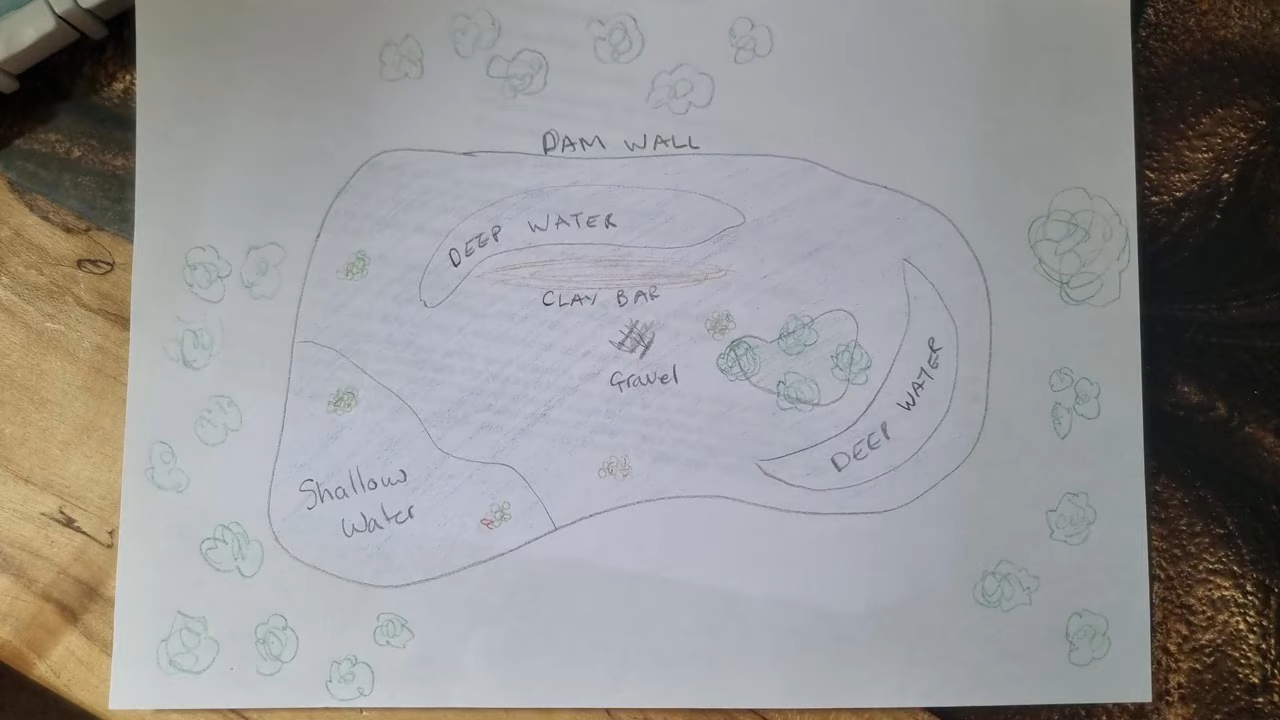 DAM WALL
DEEP WATER
CLAY BAR
Gravel
DEEP WATER
Shallow
Water